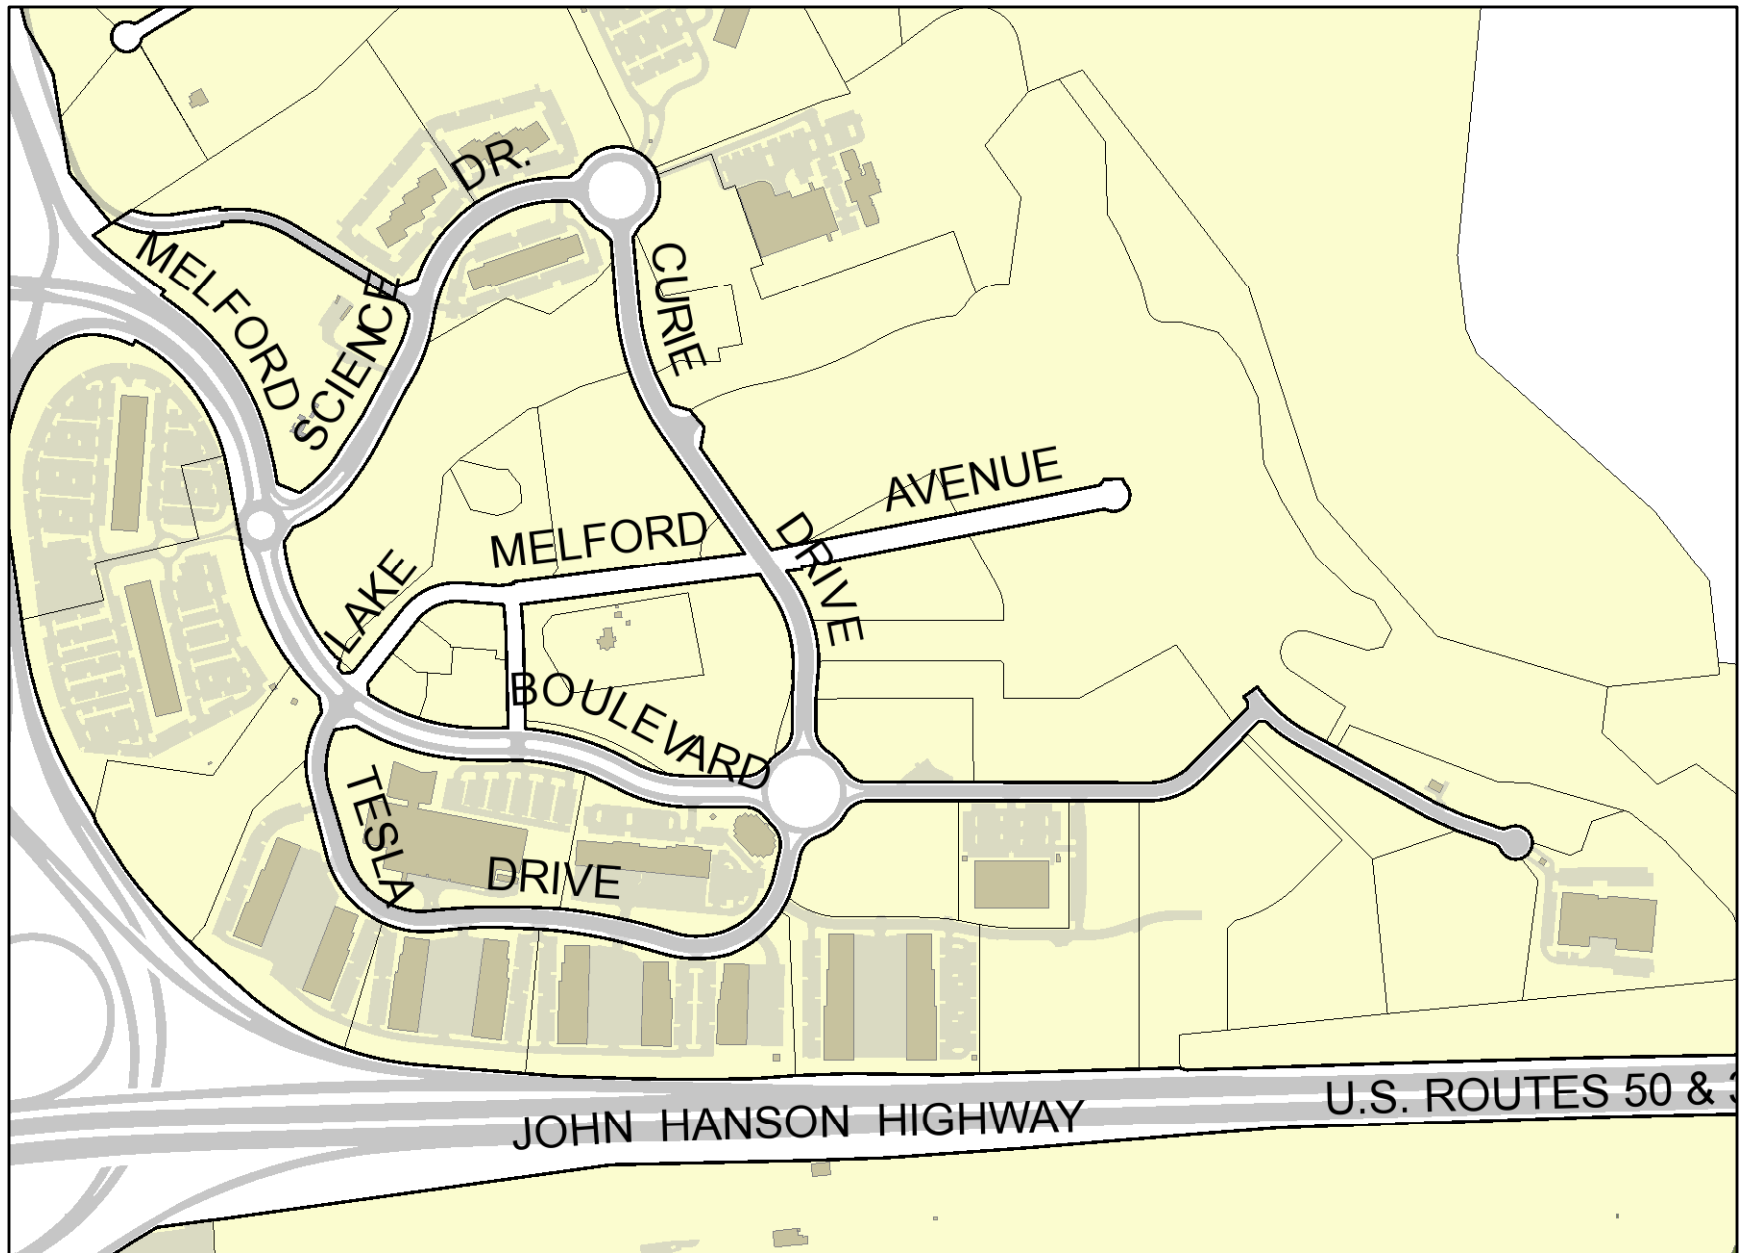 DR.
SCIENCE
CURIE
DRIVE
MELFORD
BOULEVARD
LAKE
MELFORD
AVENUE
TESLA
DRIVE
JOHN HANSON HIGHWAY
U.S. ROUTES 50 &